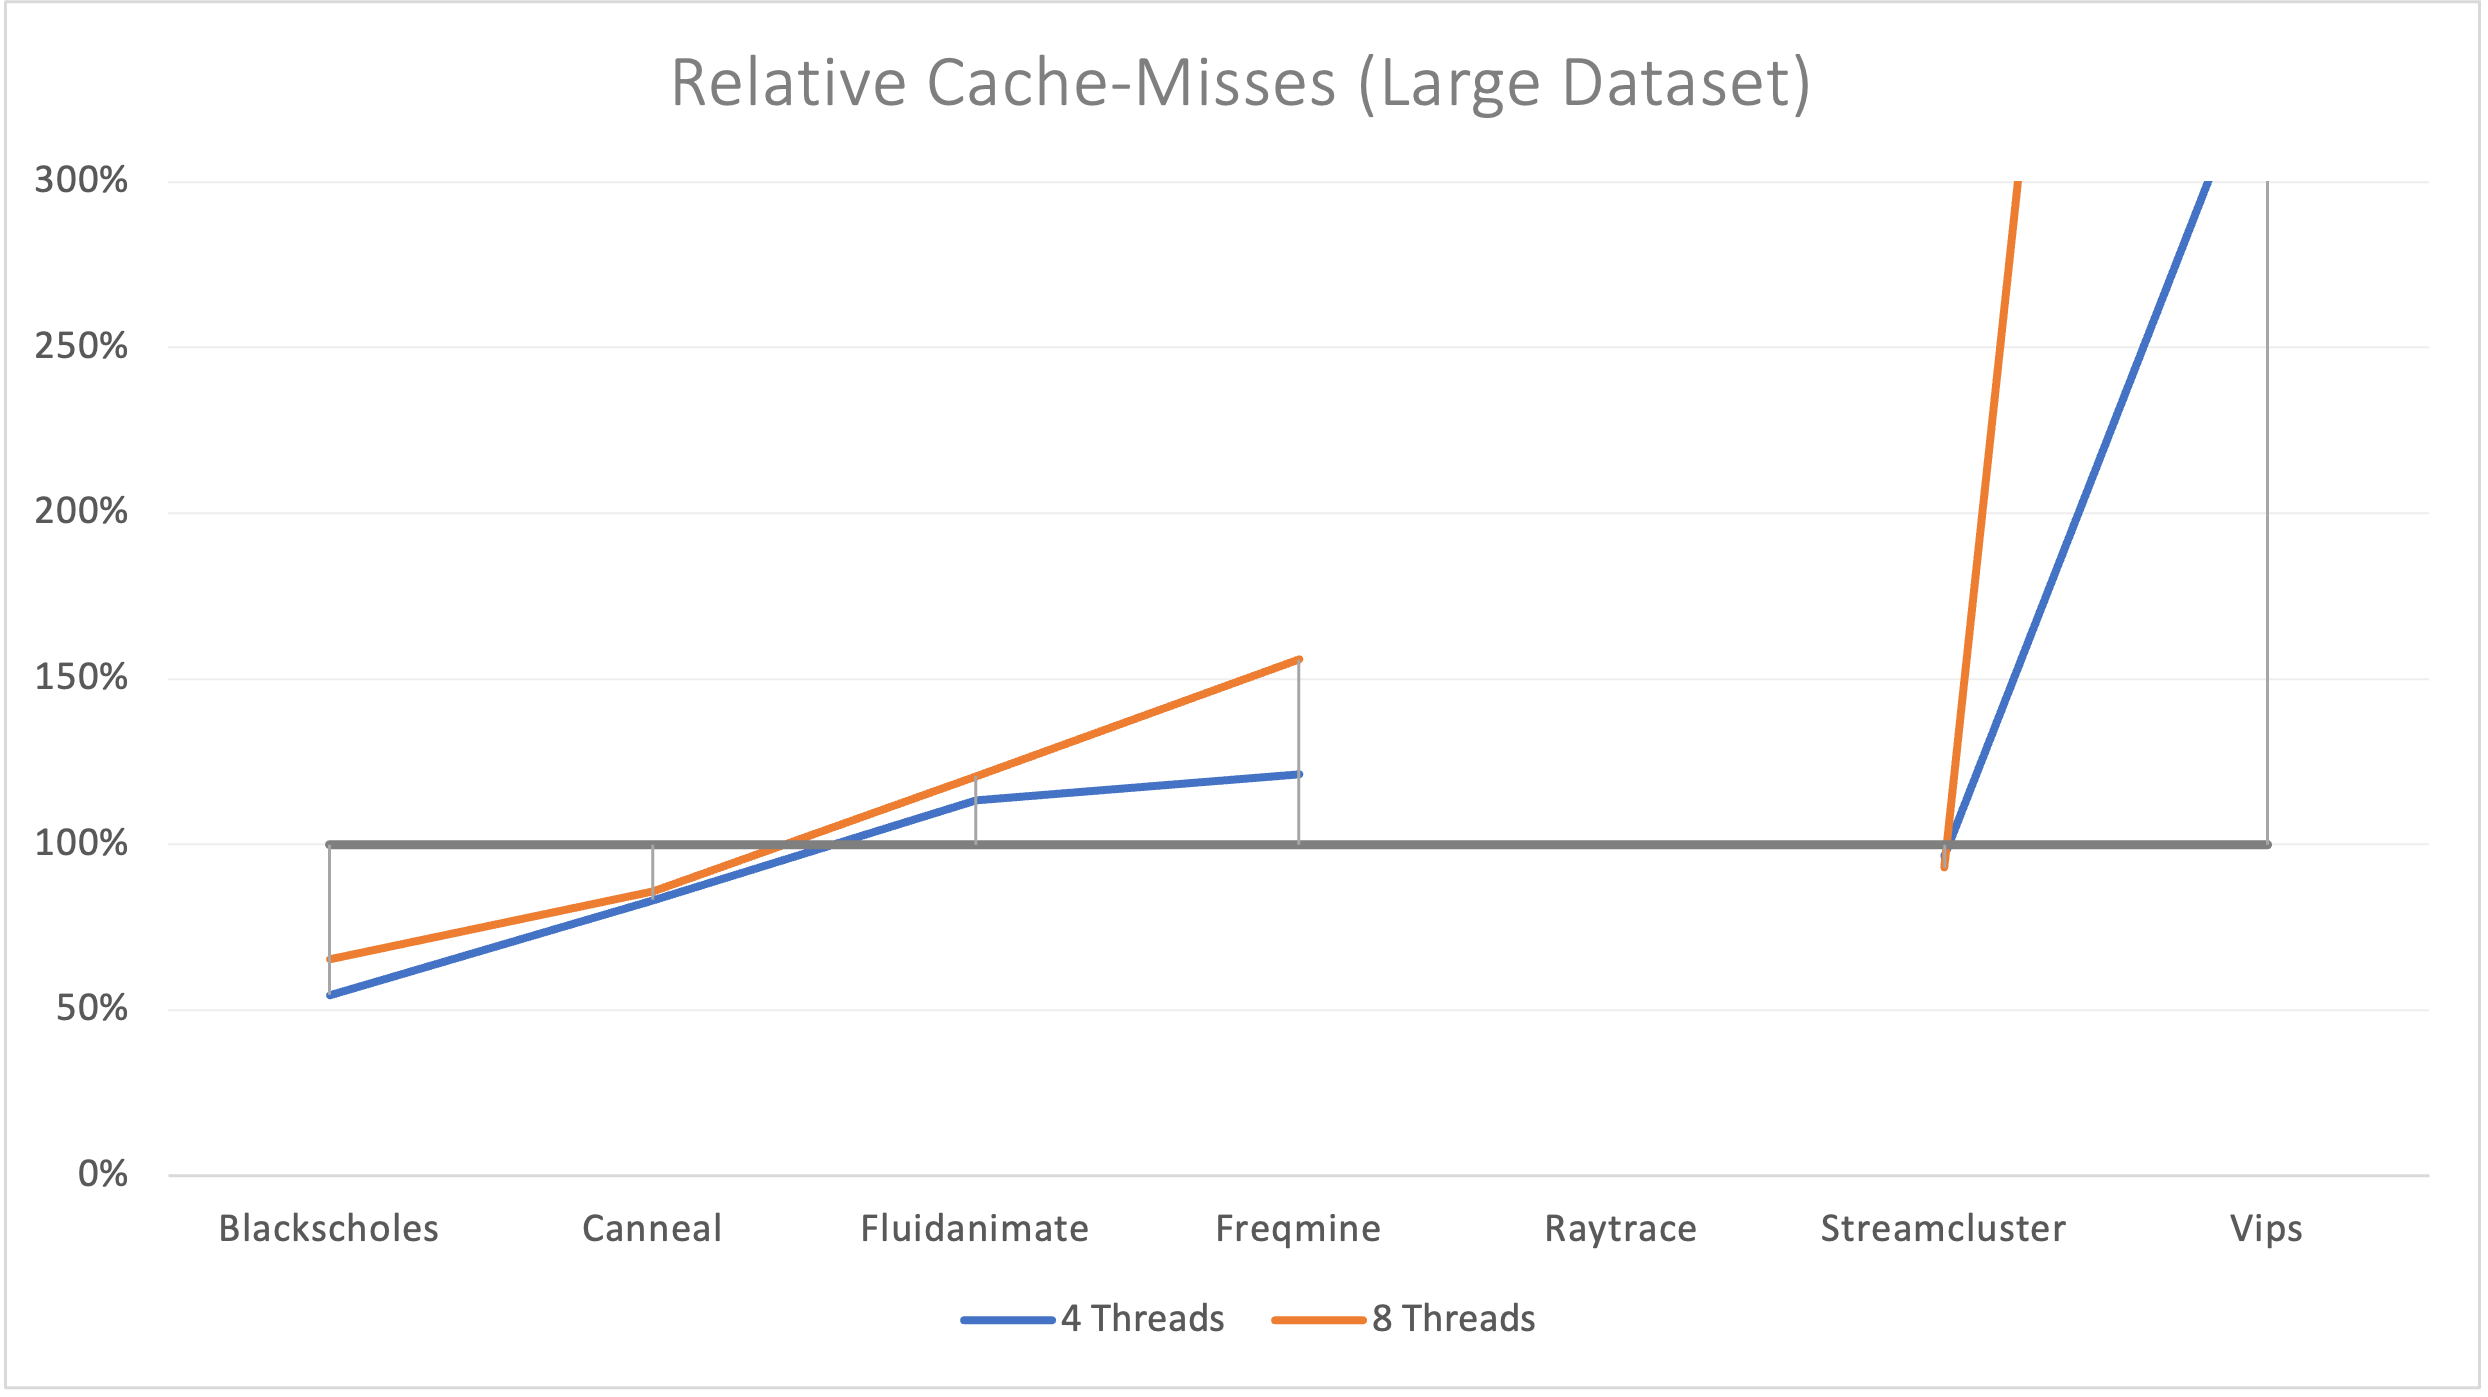 Relative Cache-Misses (Large Dataset)
300%
250%
200%
150%
100%
50%
0%
Blackscholes Canneal Fluidanimate Freqmine Raytrace Streamcluster Vips
4 Threads 8 Threads